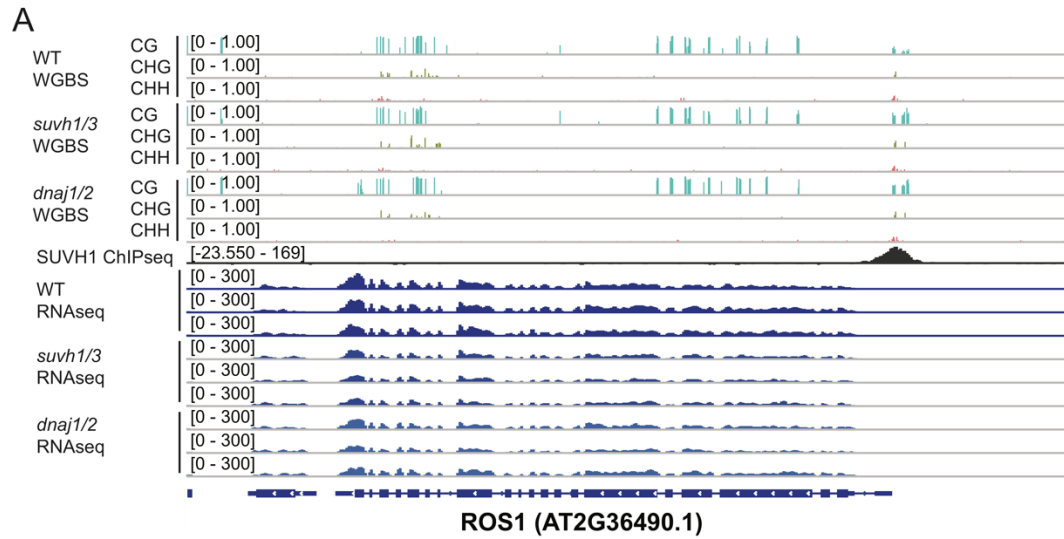 A
WT
WGBS
CG [0 - 1.00]
CHG [0 - 1.00]
CHH [0 - 1.00]
suvh1/3
WGBS
CG [0 - 1.00]
CHG [0 - 1.00]
CHH [0 - 1.00]
dnaj1/2
WGBS
CG [0 - 1.00]
CHG [0 - 1.00]
CHH [0 - 1.00]
SUVH1 ChIPseq [-23.550 - 169]
WT
RNAseq
[0 - 300]
[0 - 300]
[0 - 300]
suvh1/3
RNAseq
[0 - 300]
[0 - 300]
[0 - 300]
dnaj1/2
RNAseq
[0 - 300]
[0 - 300]
[0 - 300]
ROS1 (AT2G36490.1)